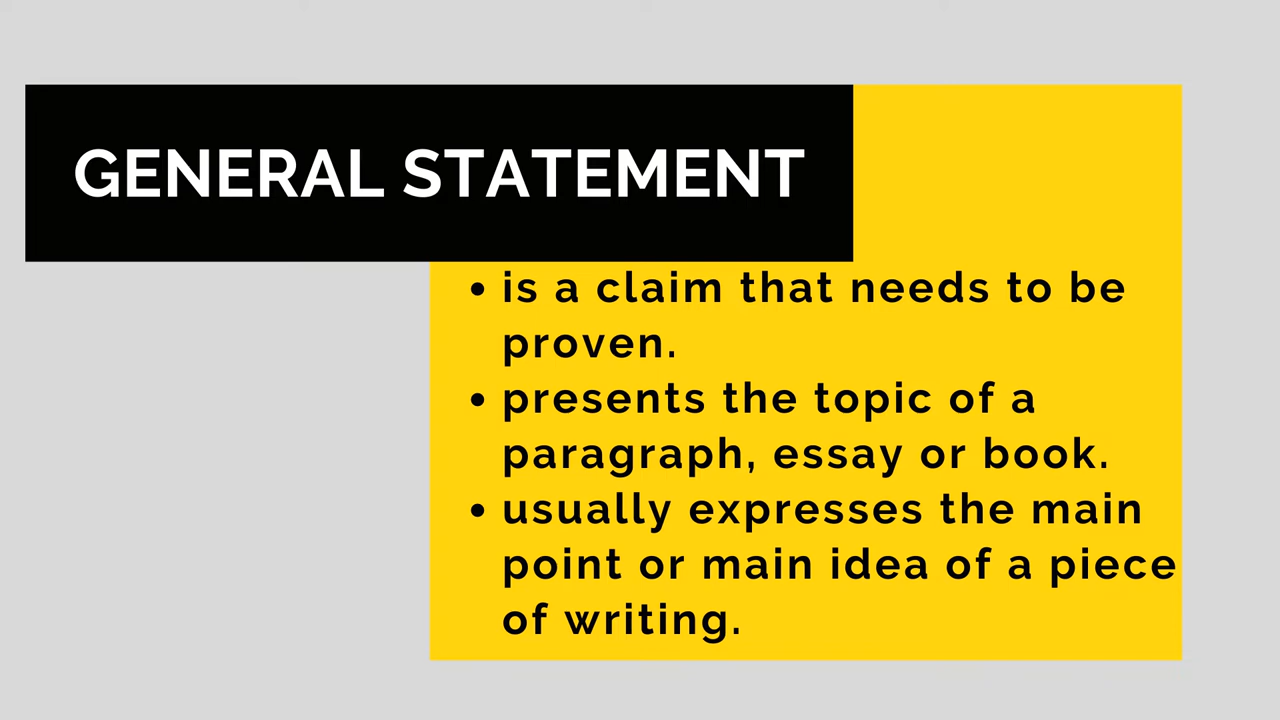 GENERAL STATEMENT
• is a claim that needs to be
proven.
• presents the topic of a
paragraph, essay or book.
• usually expresses the main
point or main idea of a piece
of writing.